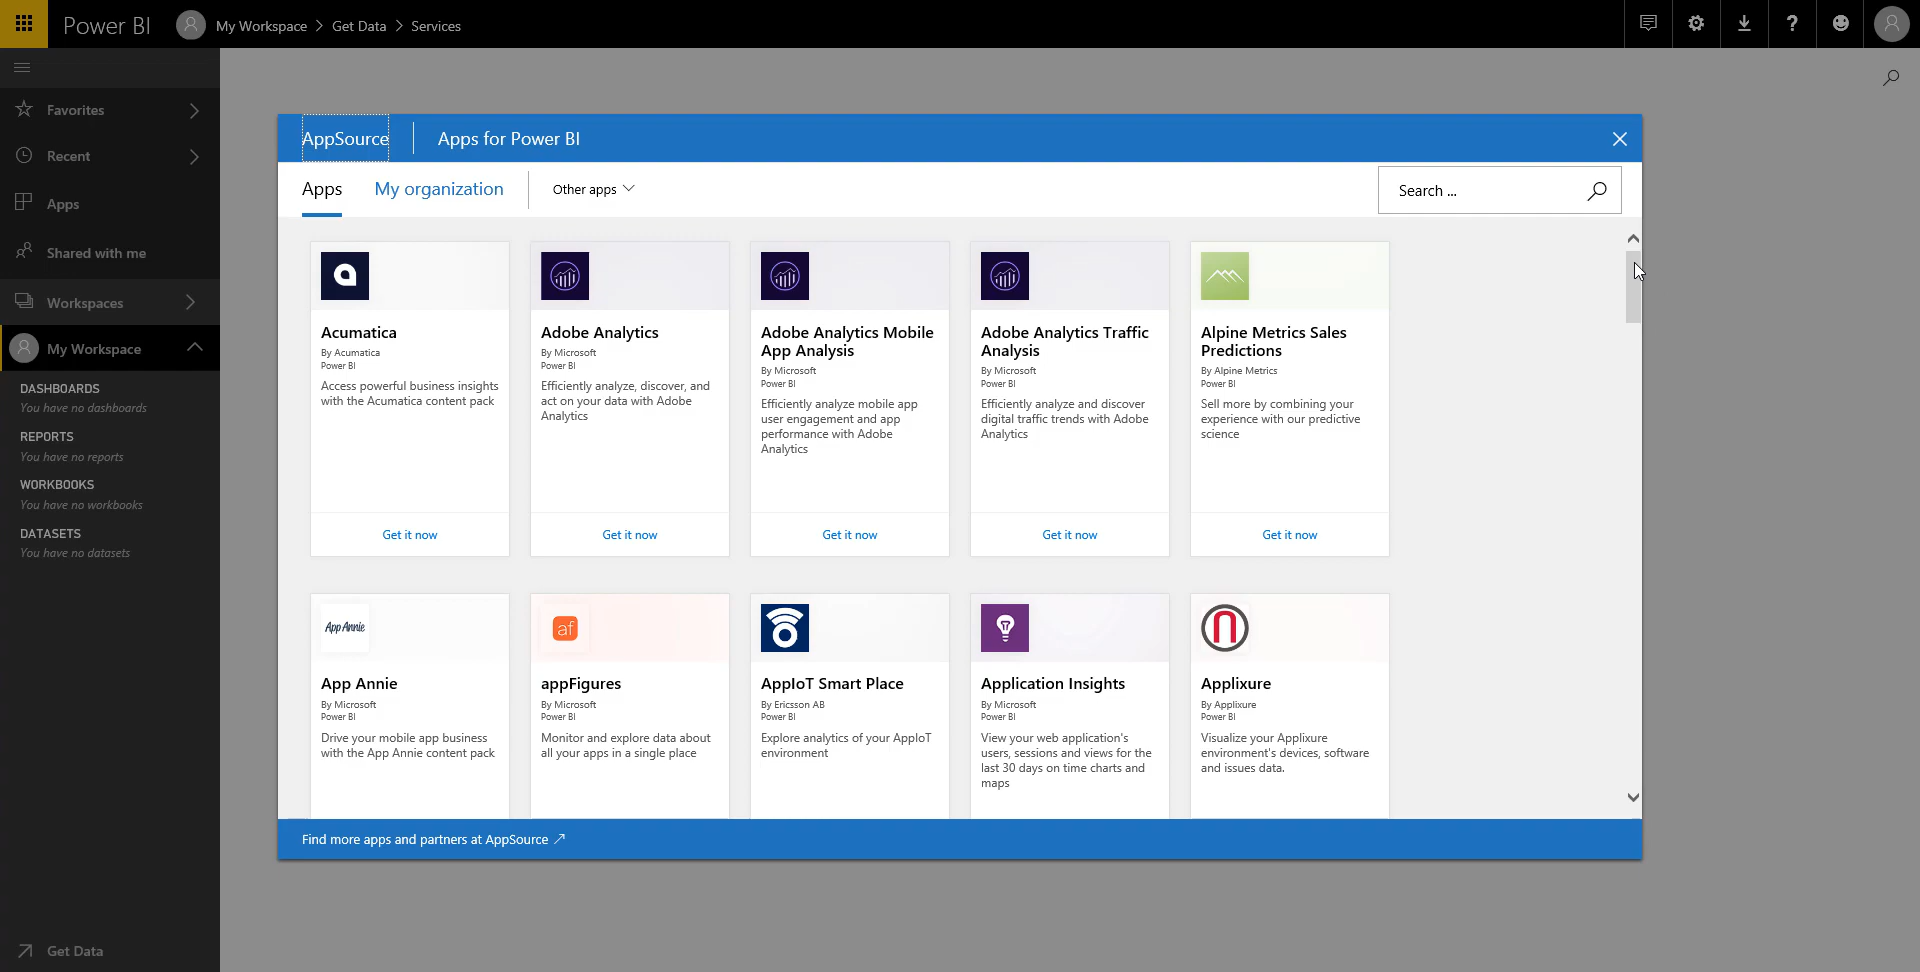 Power BI
My Workspace > Get Data > Services
Favorites
Recent
Apps
Shared with me
Workspaces
My Workspace
DASHBOARDS
You have no dashboards
REPORTS
You have no reports
WORKBOOKS
You have no workbooks
DATASETS
You have no datasets
Get Data
AppSource
Apps for Power BI
Apps
My organization
Other apps
Search ...
Acumatica
By Acumatica
Power BI
Access powerful business insights
with the Acumatica content pack
Get it now
Adobe Analytics
By Microsoft
Power BI
Efficiently analyze, discover, and
act on your data with Adobe
Analytics
Get it now
Adobe Analytics Mobile
App Analysis
By Microsoft
Power BI
Efficiently analyze mobile app
user engagement and app
performance with Adobe
Analytics
Get it now
Adobe Analytics Traffic
Analysis
By Microsoft
Power BI
Efficiently analyze and discover
digital traffic trends with Adobe
Analytics
Get it now
Alpine Metrics Sales
Predictions
By Alpine Metrics
Power BI
Sell more by combining your
experience with our predictive
science
Get it now
App Annie
App Annie
By Microsoft
Power BI
Drive your mobile app business
with the App Annie content pack
af
appFigures
By Microsoft
Power BI
Monitor and explore data about
all your apps in a single place
AppIoT Smart Place
By Ericsson AB
Power BI
Explore analytics of your AppIoT
environment
Application Insights
By Microsoft
Power BI
View your web application's
users, sessions and views for the
last 30 days on time charts and
maps
Applixure
By Applixure
Power BI
Visualize your Applixure
environment's devices, software
and issues data.
Find more apps and partners at AppSource